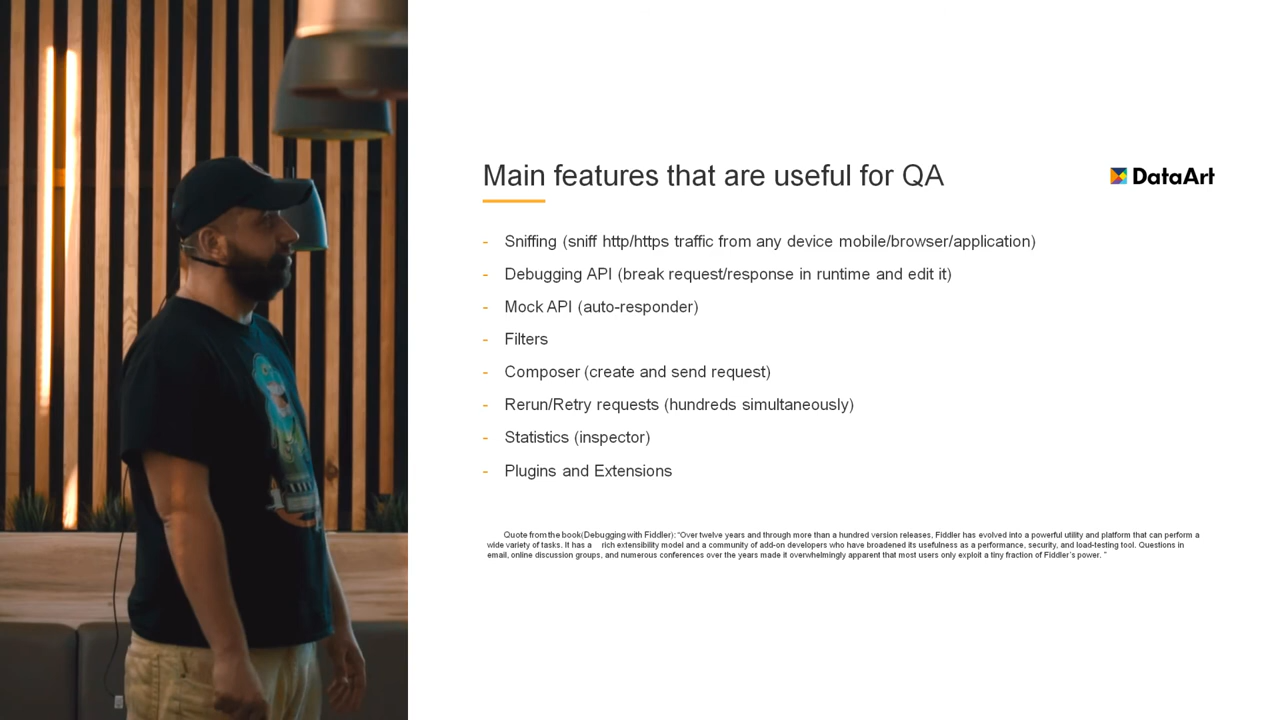 Main features that are useful for QA
DataArt
- Sniffing (sniff http/https traffic from any device mobile/browser/application)
- Debugging API (break request/response in runtime and edit it)
- Mock API (auto-responder)
- Filters
- Composer (create and send request)
- Rerun/Retry requests (hundreds simultaneously)
- Statistics (inspector)
- Plugins and Extensions
Quote from the book(Debugging with Fiddler): “Over twelve years and through more than a hundred version releases, Fiddler has evolved into a powerful utility and platform that can perform a
wide variety of tasks. It has a rich extensibility model and a community of add-on developers who have broadened its usefulness as a performance, security, and load-testing tool. Questions in
email, online discussion groups, and numerous conferences over the years made it overwhelmingly apparent that most users only exploit a tiny fraction of Fiddler’s power. ”